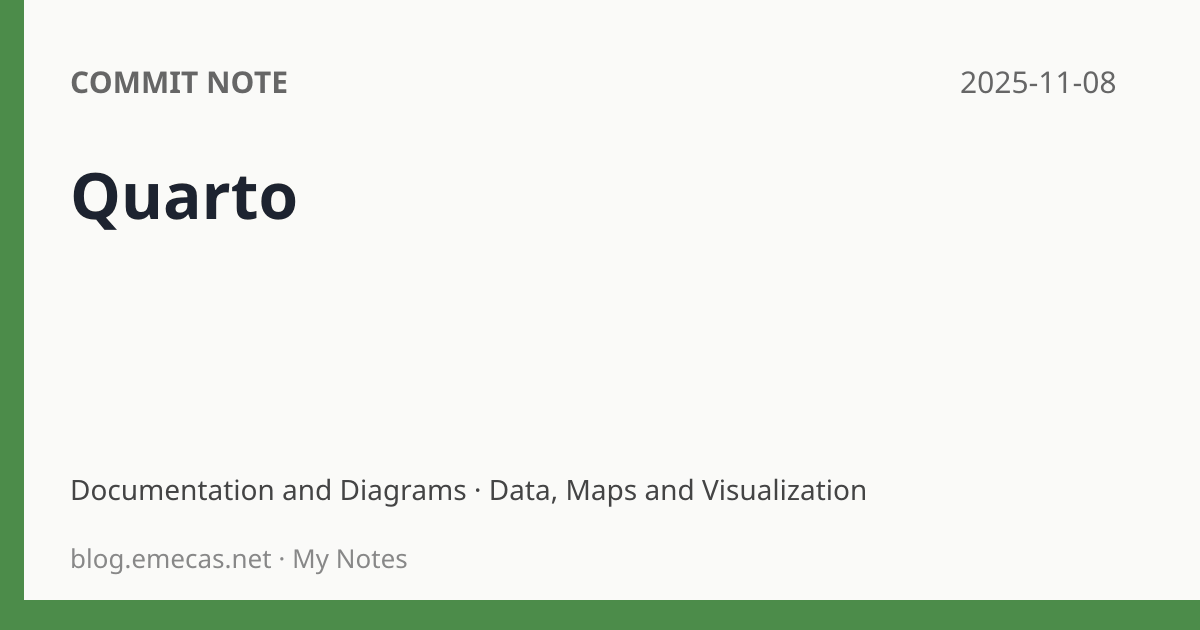 COMMIT NOTE
2025-11-08
Quarto
Documentation and Diagrams · Data, Maps and Visualization
blog.emecas.net · My Notes